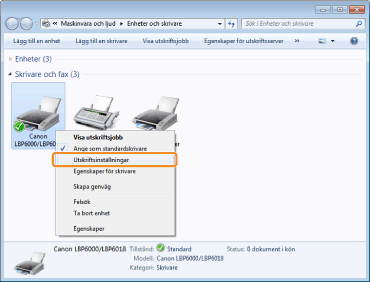 Maskinvara och ljud ▸ Enheter och skrivare
Sök i Enheter och skrivare
Lägg till en enhet Lägg till en skrivare Visa utskriftsjobb Egenskaper för utskriftsserver »
Enheter (3)
Skrivare och fax (3)
Canon
LBP6000/LBP6018
Visa utskriftsjobb
Ange som standardskrivare
Utskriftsinställningar
Egenskaper för skrivare
Skapa genväg
Felsök
Ta bort enhet
Egenskaper
Canon LBP6000/LBP6018 Tillstånd: Standard Status: 0 dokument i kön
Modell: Canon LBP6000/LBP6018
Kategori: Skrivare